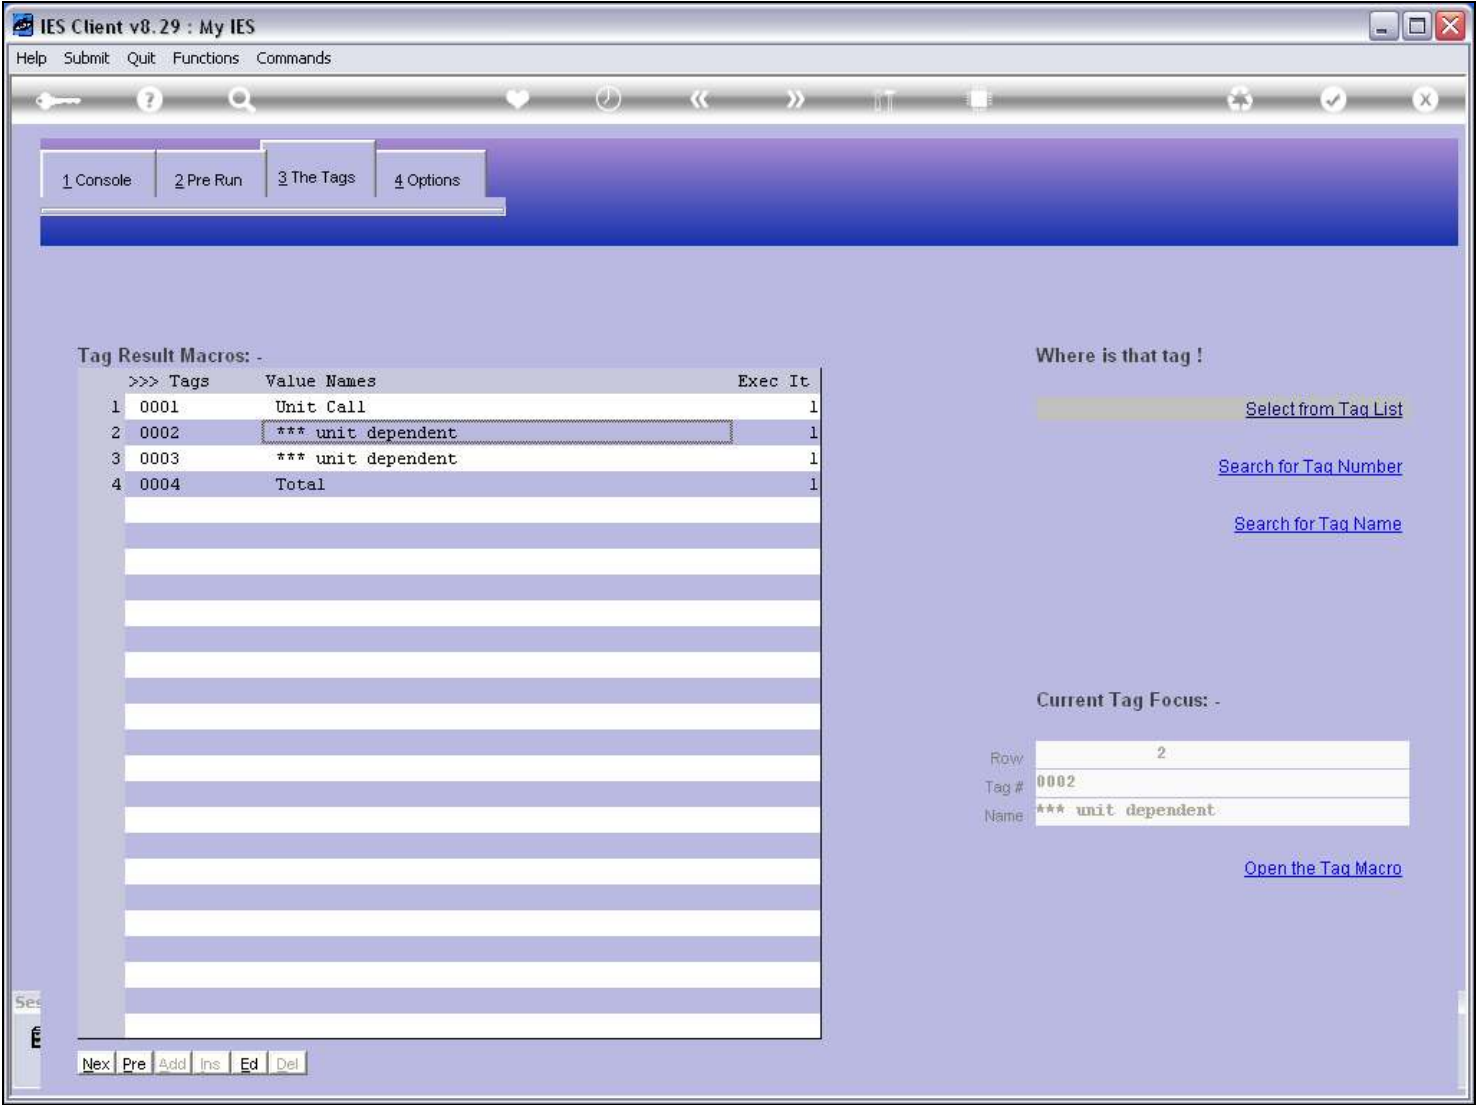 IES Client v8.29 : My IES
Help Submit Quit Functions Commands
1 Console 2 Pre Run 3 The Tags 4 Options
Tag Result Macros: -
>>> Tags Value Names Exec It
1 0001 Unit Call 1
2 0002 *** unit dependent 1
3 0003 *** unit dependent 1
4 0004 Total 1
Nex Pre Add Ins Ed Del
Where is that tag !
Select from Tag List
Search for Tag Number
Search for Tag Name
Current Tag Focus: -
Row 2
Tag # 0002
Name *** unit dependent
Open the Tag Macro